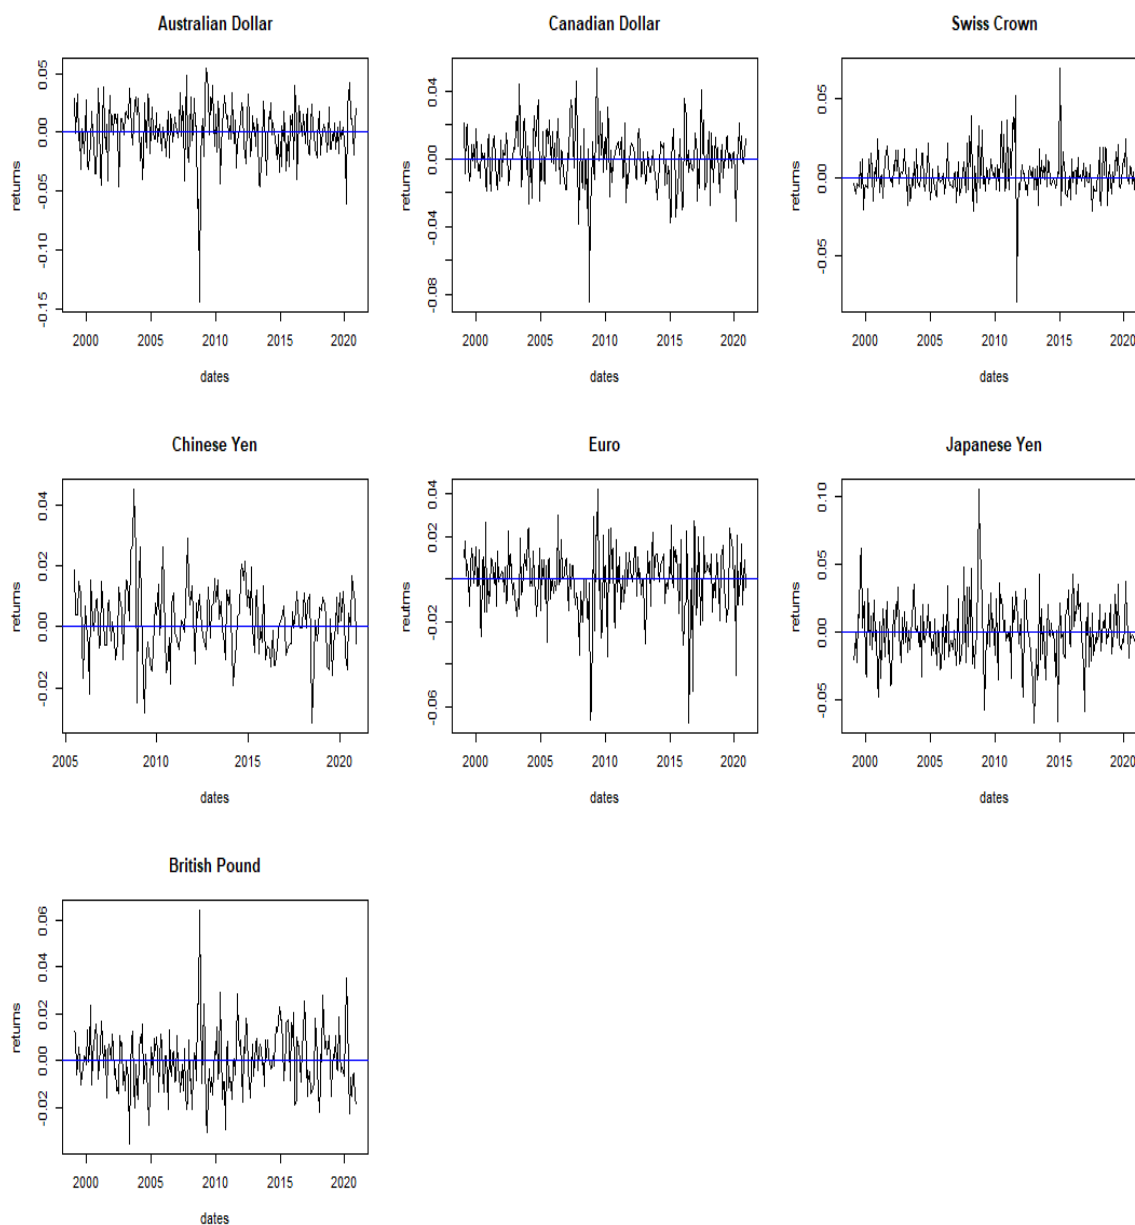 Australian Dollar
returns
0.05
0.00
-0.05
-0.10
-0.15
2000 2005 2010 2015 2020
dates
Canadian Dollar
returns
0.04
0.00
-0.04
-0.08
2000 2005 2010 2015 2020
dates
Swiss Crown
returns
0.05
0.00
-0.05
2000 2005 2010 2015 2020
dates
Chinese Yen
returns
0.04
0.02
0.00
-0.02
2005 2010 2015 2020
dates
Euro
reutrns
0.04
0.02
-0.02
-0.06
2000 2005 2010 2015 2020
dates
Japanese Yen
returns
0.10
0.05
0.00
-0.05
2000 2005 2010 2015 2020
dates
British Pound
returns
0.06
0.04
0.02
0.00
-0.02
2000 2005 2010 2015 2020
dates